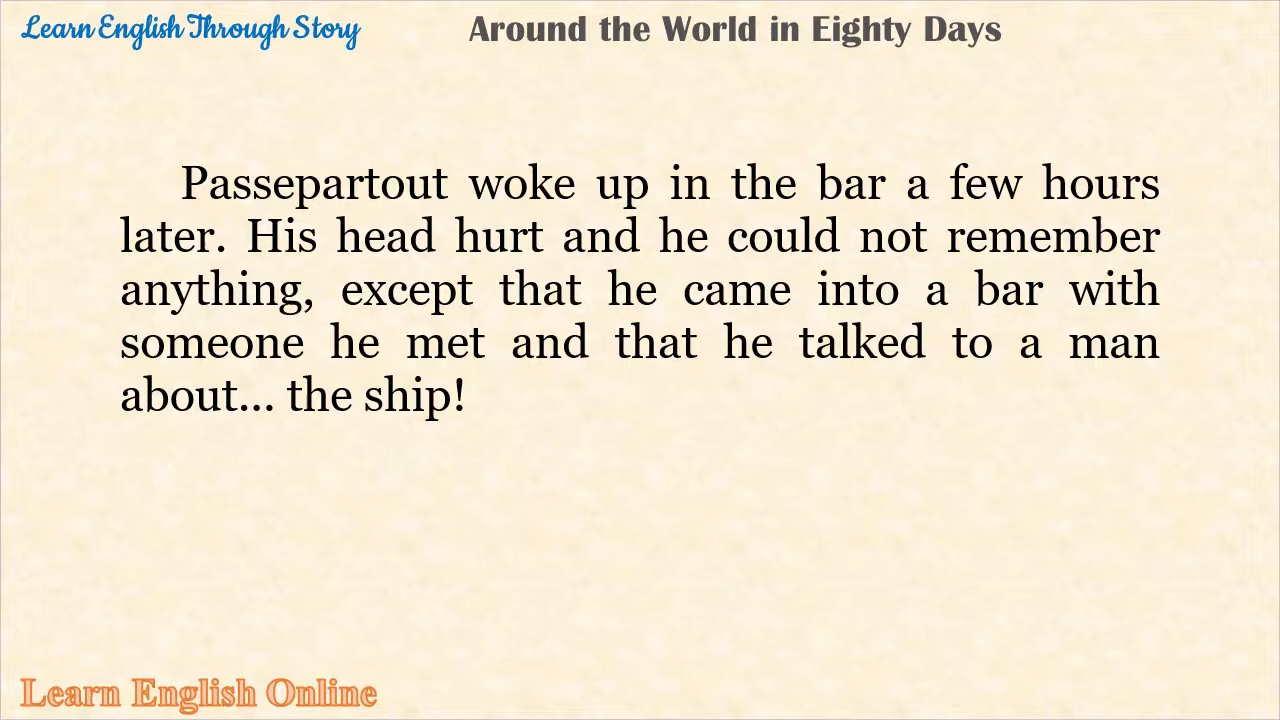 Learn English Through Story
Around the World in Eighty Days
Passepartout woke up in the bar a few hours
later. His head hurt and he could not remember
anything, except that he came into a bar with
someone he met and that he talked to a man
about... the ship!
Learn English Online